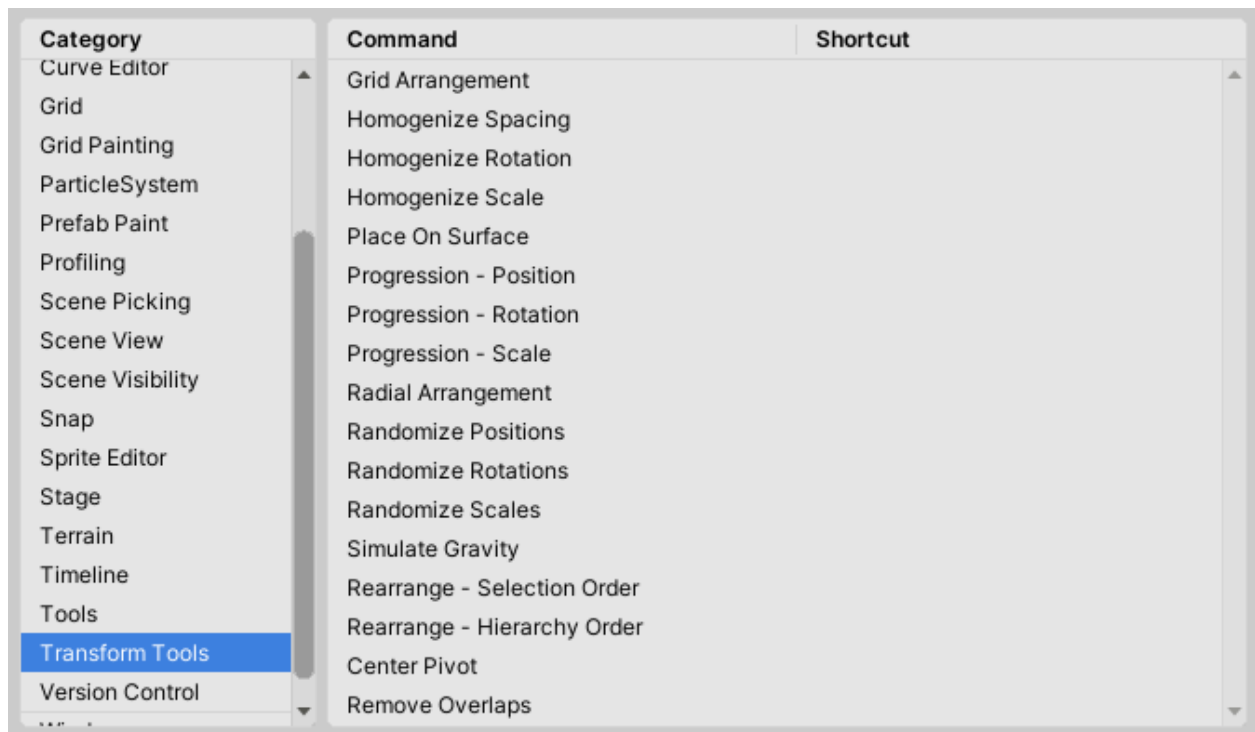 Category
Curve Editor
Grid
Grid Painting
ParticleSystem
Prefab Paint
Profiling
Scene Picking
Scene View
Scene Visibility
Snap
Sprite Editor
Stage
Terrain
Timeline
Tools
Transform Tools
Version Control
Command Shortcut
Grid Arrangement
Homogenize Spacing
Homogenize Rotation
Homogenize Scale
Place On Surface
Progression - Position
Progression - Rotation
Progression - Scale
Radial Arrangement
Randomize Positions
Randomize Rotations
Randomize Scales
Simulate Gravity
Rearrange - Selection Order
Rearrange - Hierarchy Order
Center Pivot
Remove Overlaps